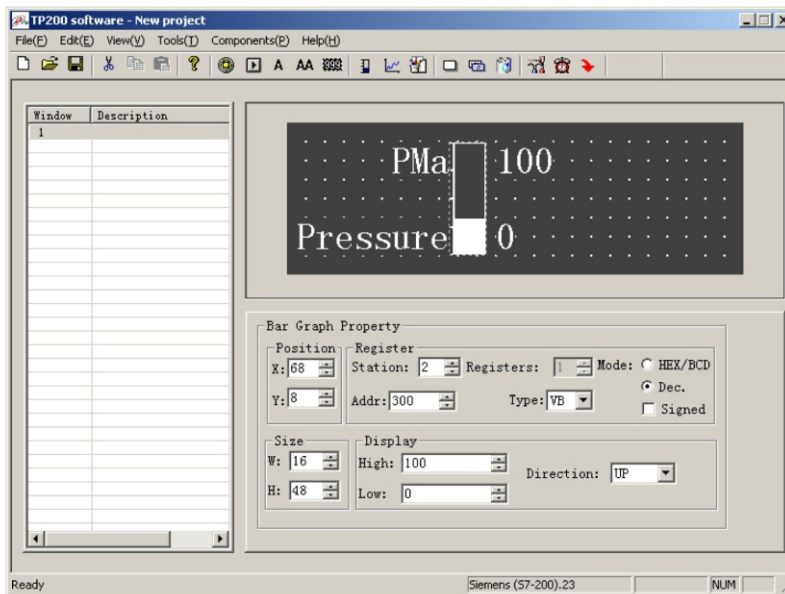 TP200 software - New project
File(F) Edit(E) View(V) Tools(T) Components(P) Help(H)
A AA
Window Description
1
PMa 100
Pressure 0
Bar Graph Property
Position Register
X: 68 Station: 2 Registers: 1 Mode: HEX/BCD
Dec.
Y: 8 Addr: 300 Type: VB Signed
Size Display
W: 16 High: 100 Direction: UP
H: 48 Low: 0
Ready Siemens (S7-200).23 NUM